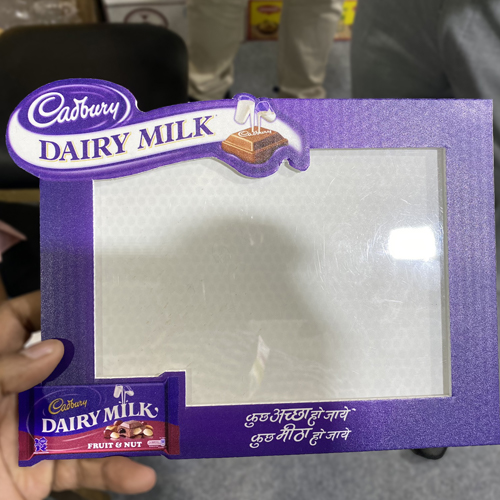 Cadbury
DAIRY MILK
Cadbury
DAIRY MILK
FRUIT & NUT
कुछ अच्छा हो जाये
कुछ मीठा हो जाये